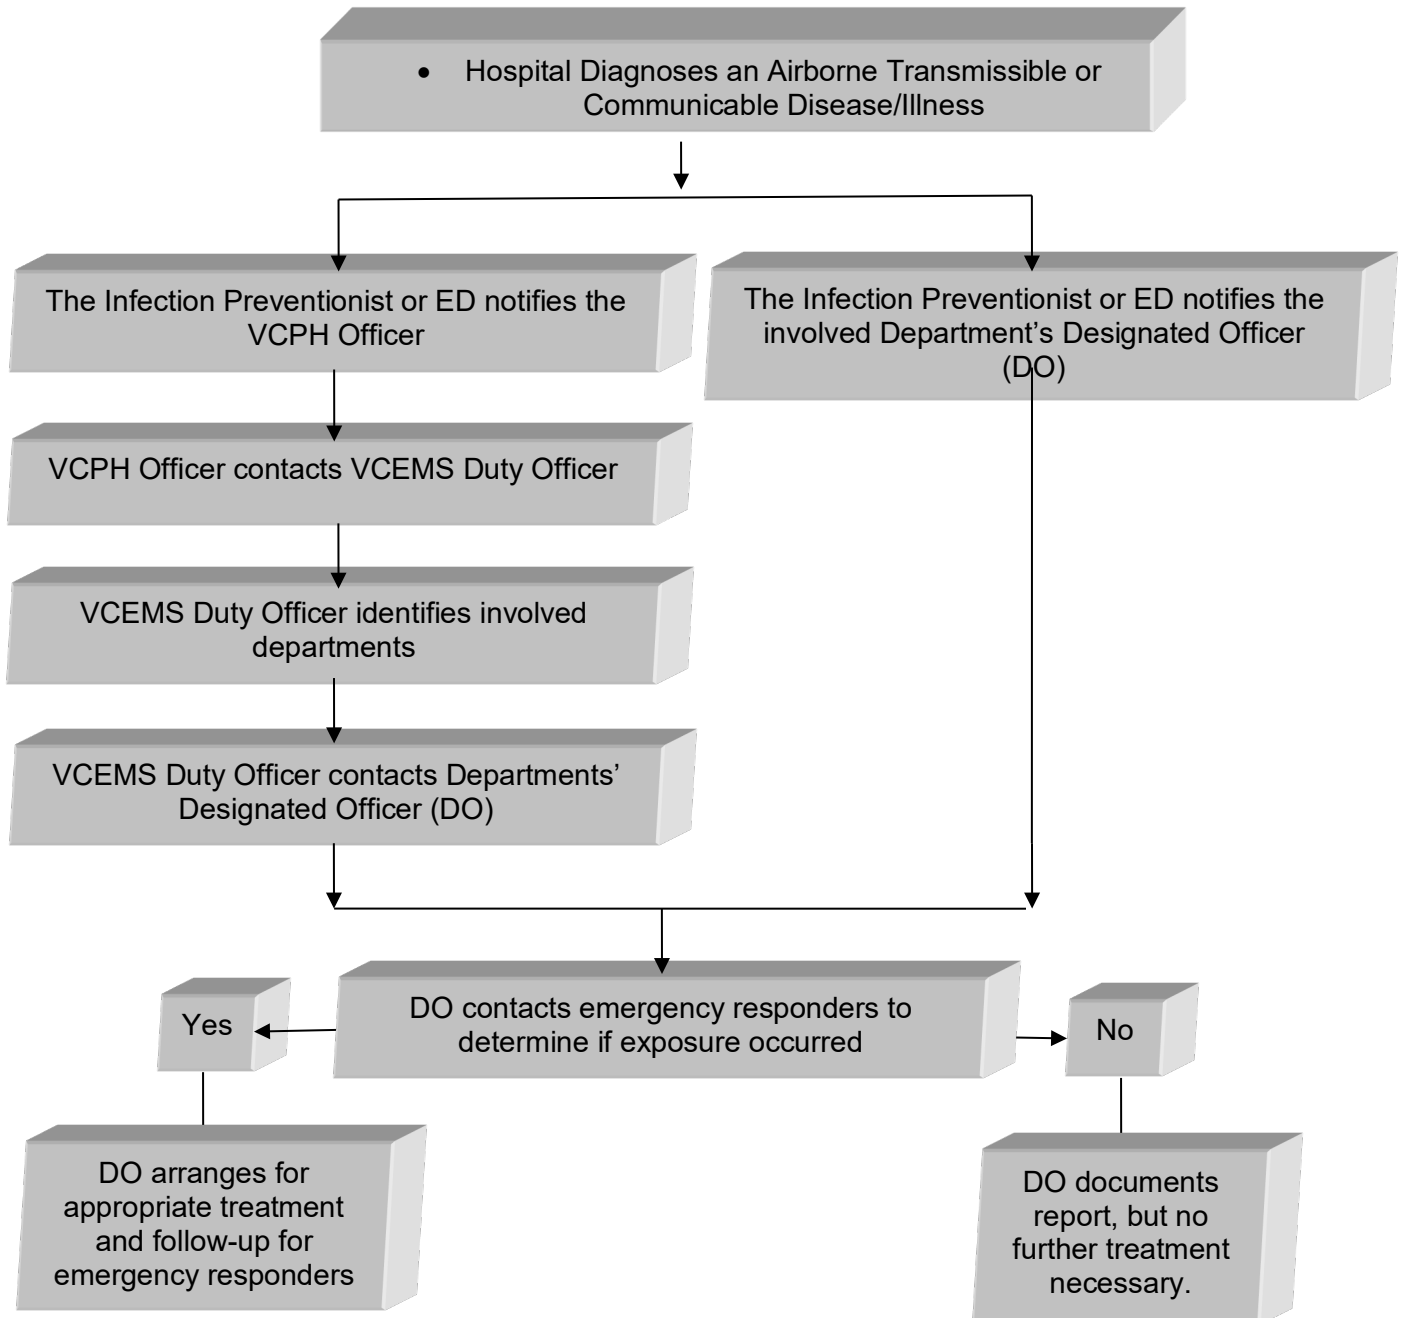 • Hospital Diagnoses an Airborne Transmissible or
Communicable Disease/Illness
The Infection Preventionist or ED notifies the
VCPH Officer
The Infection Preventionist or ED notifies the
involved Department’s Designated Officer
(DO)
VCPH Officer contacts VCEMS Duty Officer
VCEMS Duty Officer identifies involved
departments
VCEMS Duty Officer contacts Departments’
Designated Officer (DO)
DO contacts emergency responders to
determine if exposure occurred
Yes
No
DO arranges for
appropriate treatment
and follow-up for
emergency responders
DO documents
report, but no
further treatment
necessary.